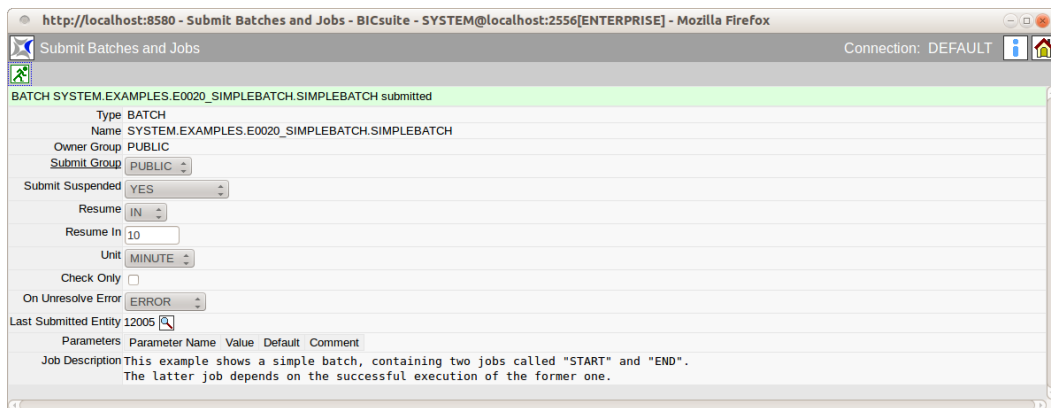 http://localhost:8580 - Submit Batches and Jobs - BICsuite - SYSTEM@localhost:2556[ENTERPRISE] - Mozilla Firefox
Submit Batches and Jobs Connection: DEFAULT
BATCH SYSTEM.EXAMPLES.E0020_SIMPLEBATCH.SIMPLEBATCH submitted
Type BATCH
Name SYSTEM.EXAMPLES.E0020_SIMPLEBATCH.SIMPLEBATCH
Owner Group PUBLIC
Submit Group PUBLIC
Submit Suspended YES
Resume IN
Resume In 10
Unit MINUTE
Check Only
On Unresolve Error ERROR
Last Submitted Entity 12005
Parameters Parameter Name Value Default Comment
Job Description This example shows a simple batch, containing two jobs called "START" and "END".
The latter job depends on the successful execution of the former one.